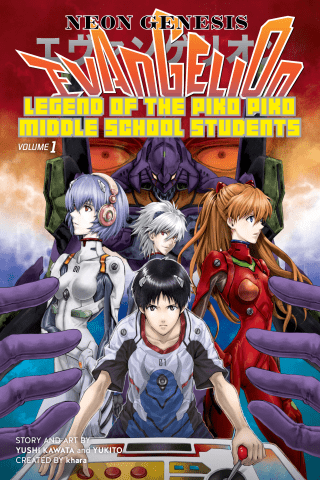 NEON GENESIS
エヴァンゲリオン
EVANGELION
LEGEND OF THE PIKO PIKO
MIDDLE SCHOOL STUDENTS
VOLUME 1
STORY AND ART BY
YUSHI KAWATA and YUKITO
CREATED BY khara